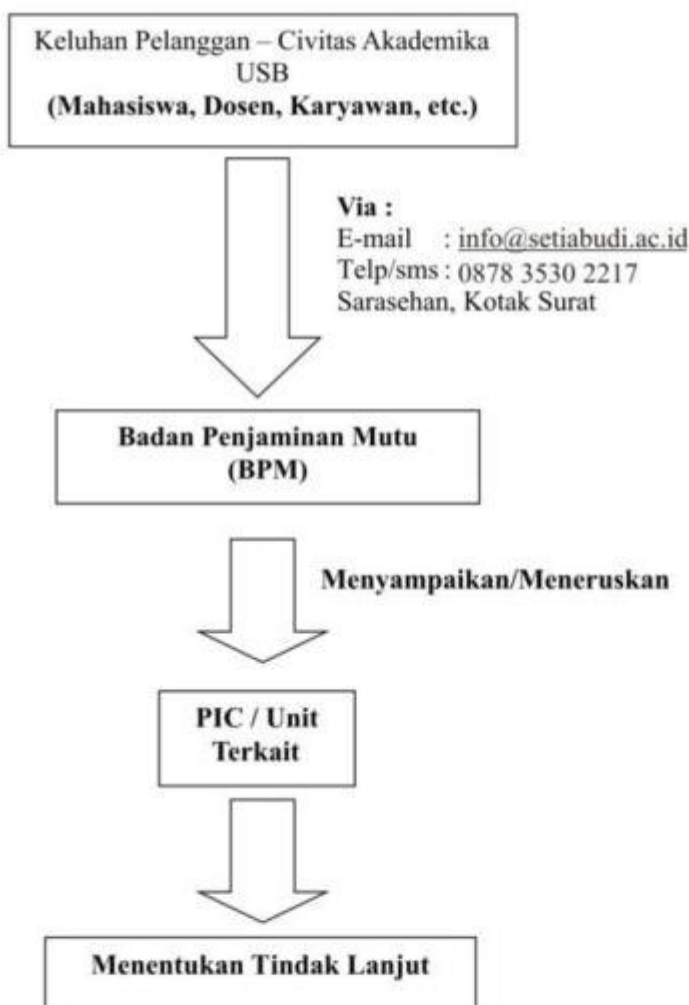 Keluhan Pelanggan – Civitas Akademika
USB
(Mahasiswa, Dosen, Karyawan, etc.)
Via :
E-mail : info@setiabudi.ac.id
Telp/sms : 0878 3530 2217
Sarasehan, Kotak Surat
Badan Penjaminan Mutu
(BPM)
Menyampaikan/Meneruskan
PIC / Unit
Terkait
Menentukan Tindak Lanjut